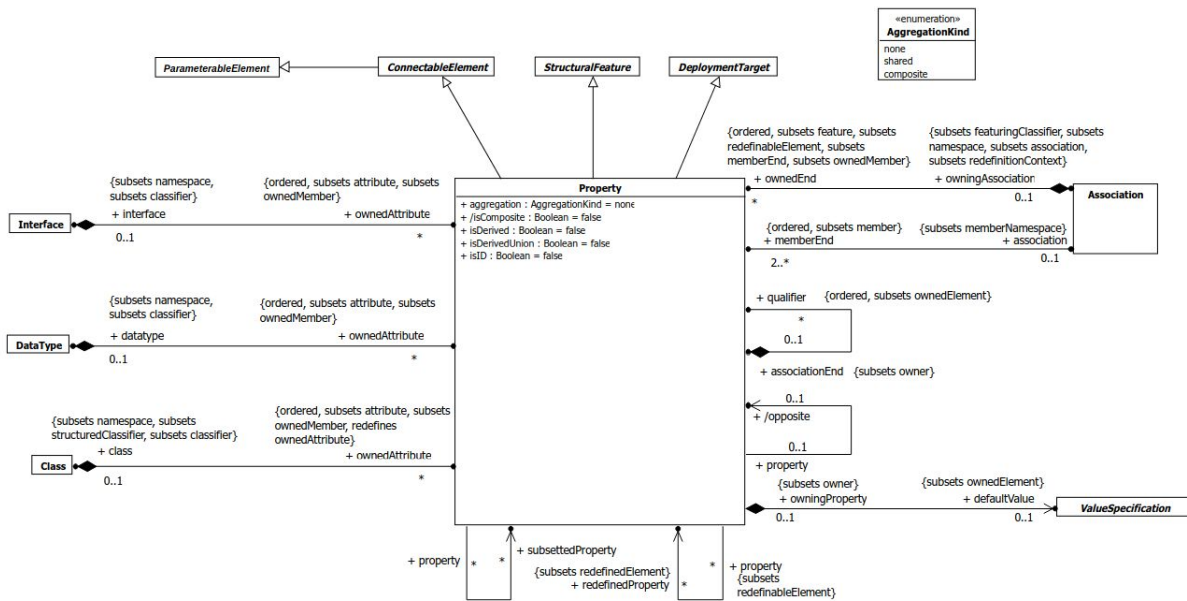 «enumeration»
AggregationKind
none
shared
composite
ParameterableElement
ConnectableElement
StructuralFeature
DeploymentTarget
{ordered, subsets feature, subsets
redefinableElement, subsets
memberEnd, subsets ownedMember}
+ ownedEnd
*
{subsets featuringClassifier, subsets
namespace, subsets association,
subsets redefinitionContext}
+ owningAssociation
0..1
Association
{ordered, subsets member}
+ memberEnd
2..*
{subsets memberNamespace}
+ association
0..1
Property
+ aggregation : AggregationKind = none
+ /isComposite : Boolean = false
+ isDerived : Boolean = false
+ isDerivedUnion : Boolean = false
+ isID : Boolean = false
{subsets namespace,
subsets classifier}
+ interface
0..1
Interface
{ordered, subsets attribute, subsets
ownedMember}
+ ownedAttribute
*
{subsets namespace,
subsets classifier}
+ datatype
0..1
DataType
{ordered, subsets attribute, subsets
ownedMember}
+ ownedAttribute
*
{subsets namespace, subsets
structuredClassifier, subsets classifier}
+ class
0..1
Class
{ordered, subsets attribute, subsets
ownedMember, redefines
ownedAttribute}
+ ownedAttribute
*
+ qualifier
{ordered, subsets ownedElement}
*
0..1
+ associationEnd
{subsets owner}
0..1
+ /opposite
0..1
+ property
{subsets owner}
+ owningProperty
0..1
{subsets ownedElement}
+ defaultValue
0..1
ValueSpecification
+ property
*
*
+ subsettedProperty
{subsets redefinedElement}
+ redefinedProperty
*
*
+ property
{subsets
redefinableElement}